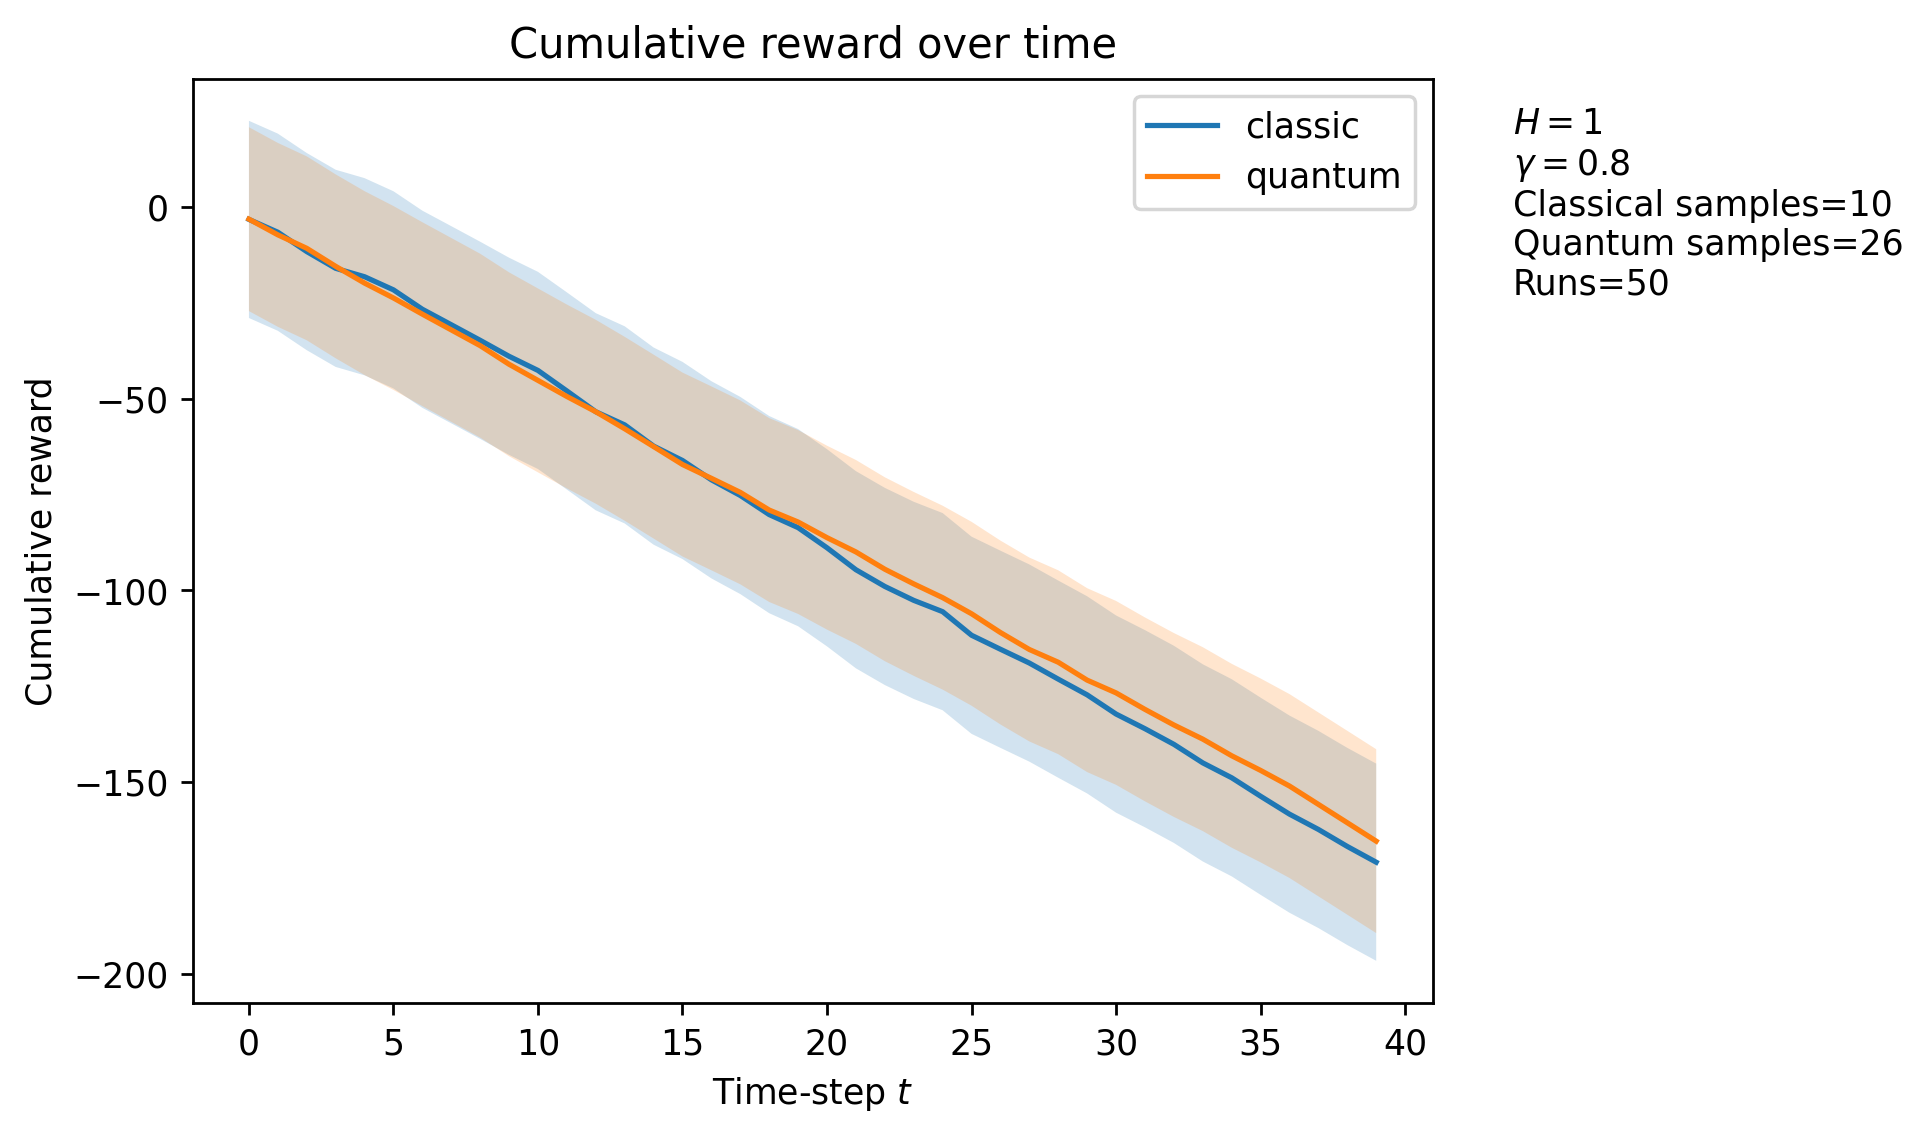 Cumulative reward over time
classic
quantum
H = 1
γ = 0.8
Classical samples=10
Quantum samples=26
Runs=50
Cumulative reward
0
−50
−100
−150
−200
0 5 10 15 20 25 30 35 40
Time-step t